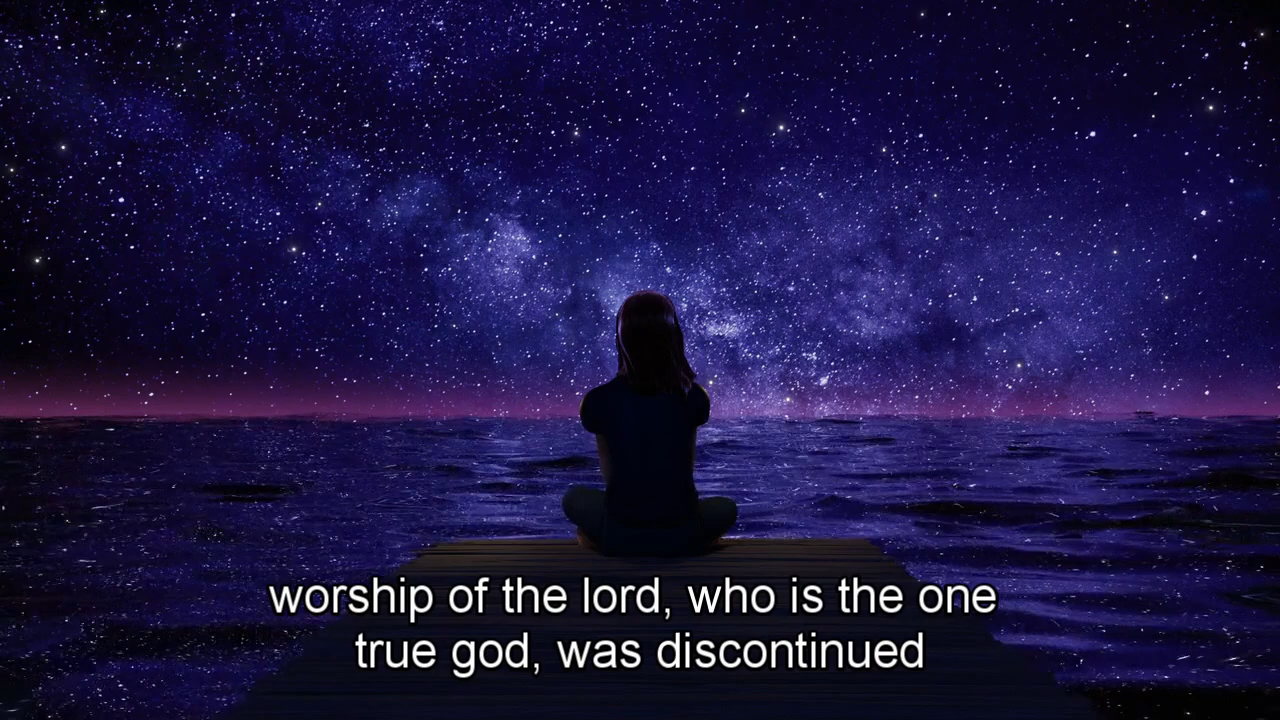 worship of the lord, who is the one
true god, was discontinued